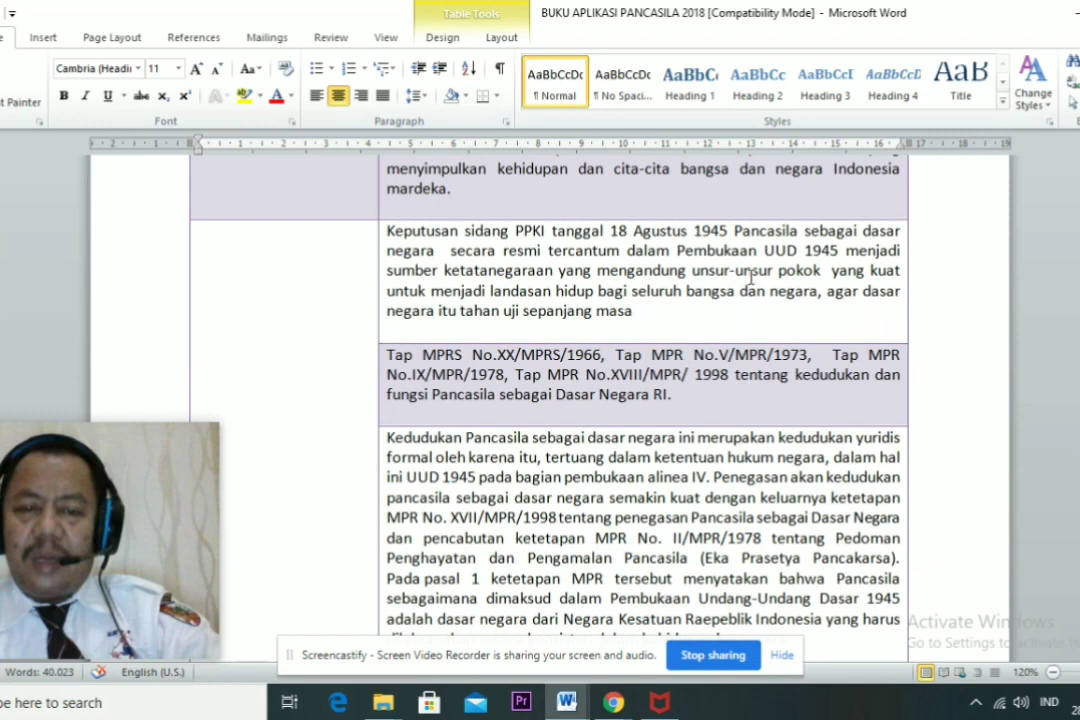 Table Tools
BUKU APLIKASI PANCASILA 2018 [Compatibility Mode] - Microsoft Word
Insert
Page Layout
References
Mailings
Review
View
Design
Layout
Cambria (Headi
11
AaBbCcDc
AaBbCcDc
AaBbC
AaBbCc
AaBbCcI
AaBbCcD
AaB
t Painter
¶ Normal
¶ No Spaci...
Heading 1
Heading 2
Heading 3
Heading 4
Title
Change
Styles
Font
Paragraph
Styles
menyimpulkan kehidupan dan cita-cita bangsa dan negara Indonesia
mardeka.
Keputusan sidang PPKI tanggal 18 Agustus 1945 Pancasila sebagai dasar
negara secara resmi tercantum dalam Pembukaan UUD 1945 menjadi
sumber ketatanegaraan yang mengandung unsur-unsur pokok yang kuat
untuk menjadi landasan hidup bagi seluruh bangsa dan negara, agar dasar
negara itu tahan uji sepanjang masa
Tap MPRS No.XX/MPRS/1966, Tap MPR No.V/MPR/1973, Tap MPR
No.IX/MPR/1978, Tap MPR No.XVIII/MPR/ 1998 tentang kedudukan dan
fungsi Pancasila sebagai Dasar Negara RI.
Kedudukan Pancasila sebagai dasar negara ini merupakan kedudukan yuridis
formal oleh karena itu, tertuang dalam ketentuan hukum negara, dalam hal
ini UUD 1945 pada bagian pembukaan alinea IV. Penegasan akan kedudukan
pancasila sebagai dasar negara semakin kuat dengan keluarnya ketetapan
MPR No. XVII/MPR/1998 tentang penegasan Pancasila sebagai Dasar Negara
dan pencabutan ketetapan MPR No. II/MPR/1978 tentang Pedoman
Penghayatan dan Pengamalan Pancasila (Eka Prasetya Pancakarsa).
Pada pasal 1 ketetapan MPR tersebut menyatakan bahwa Pancasila
sebagaimana dimaksud dalam Pembukaan Undang-Undang Dasar 1945
adalah dasar negara dari Negara Kesatuan Raepeblik Indonesia yang harus
Activate Windows
Go to Settings to activate W
Screencastify - Screen Video Recorder is sharing your screen and audio.
Stop sharing
Hide
Words: 40.023
English (U.S.)
120%
pe here to search
IND